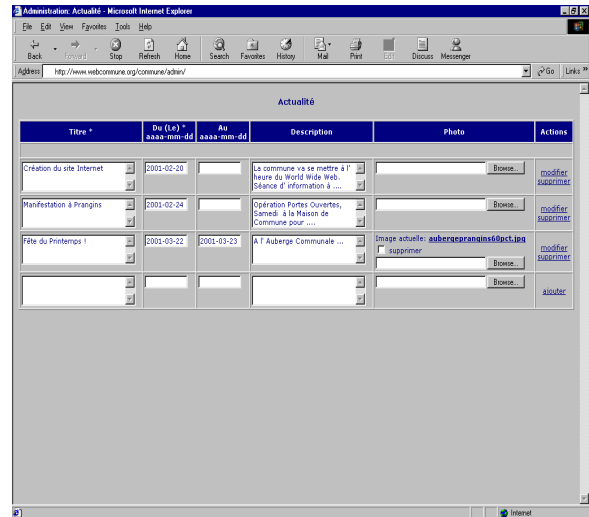 Administration: Actualité - Microsoft Internet Explorer
File Edit View Favorites Tools Help
Back Forward Stop Refresh Home Search Favorites History Mail Print Edit Discuss Messenger
Address http://www.webcommune.org/commune/admin/ Go Links »
Actualité
Titre * Du (Le) * aaaa-mm-dd Au aaaa-mm-dd Description Photo Actions
Création du site Internet 2001-02-20 La commune va se mettre á l' Browse...
heure du World Wide Web. modifier
Séance d' information á .... supprimer
Manifestation á Prangins 2001-02-24 Opération Portes Ouvertes, Browse...
Samedi á la Maison de modifier
Commune pour .... supprimer
Fête du Printemps ! 2001-03-22 2001-03-23 A l' Auberge Communale ... Image actuelle: aubergeprangins60pct.jpg
supprimer modifier
Browse... supprimer
Browse...
ajouter
Internet